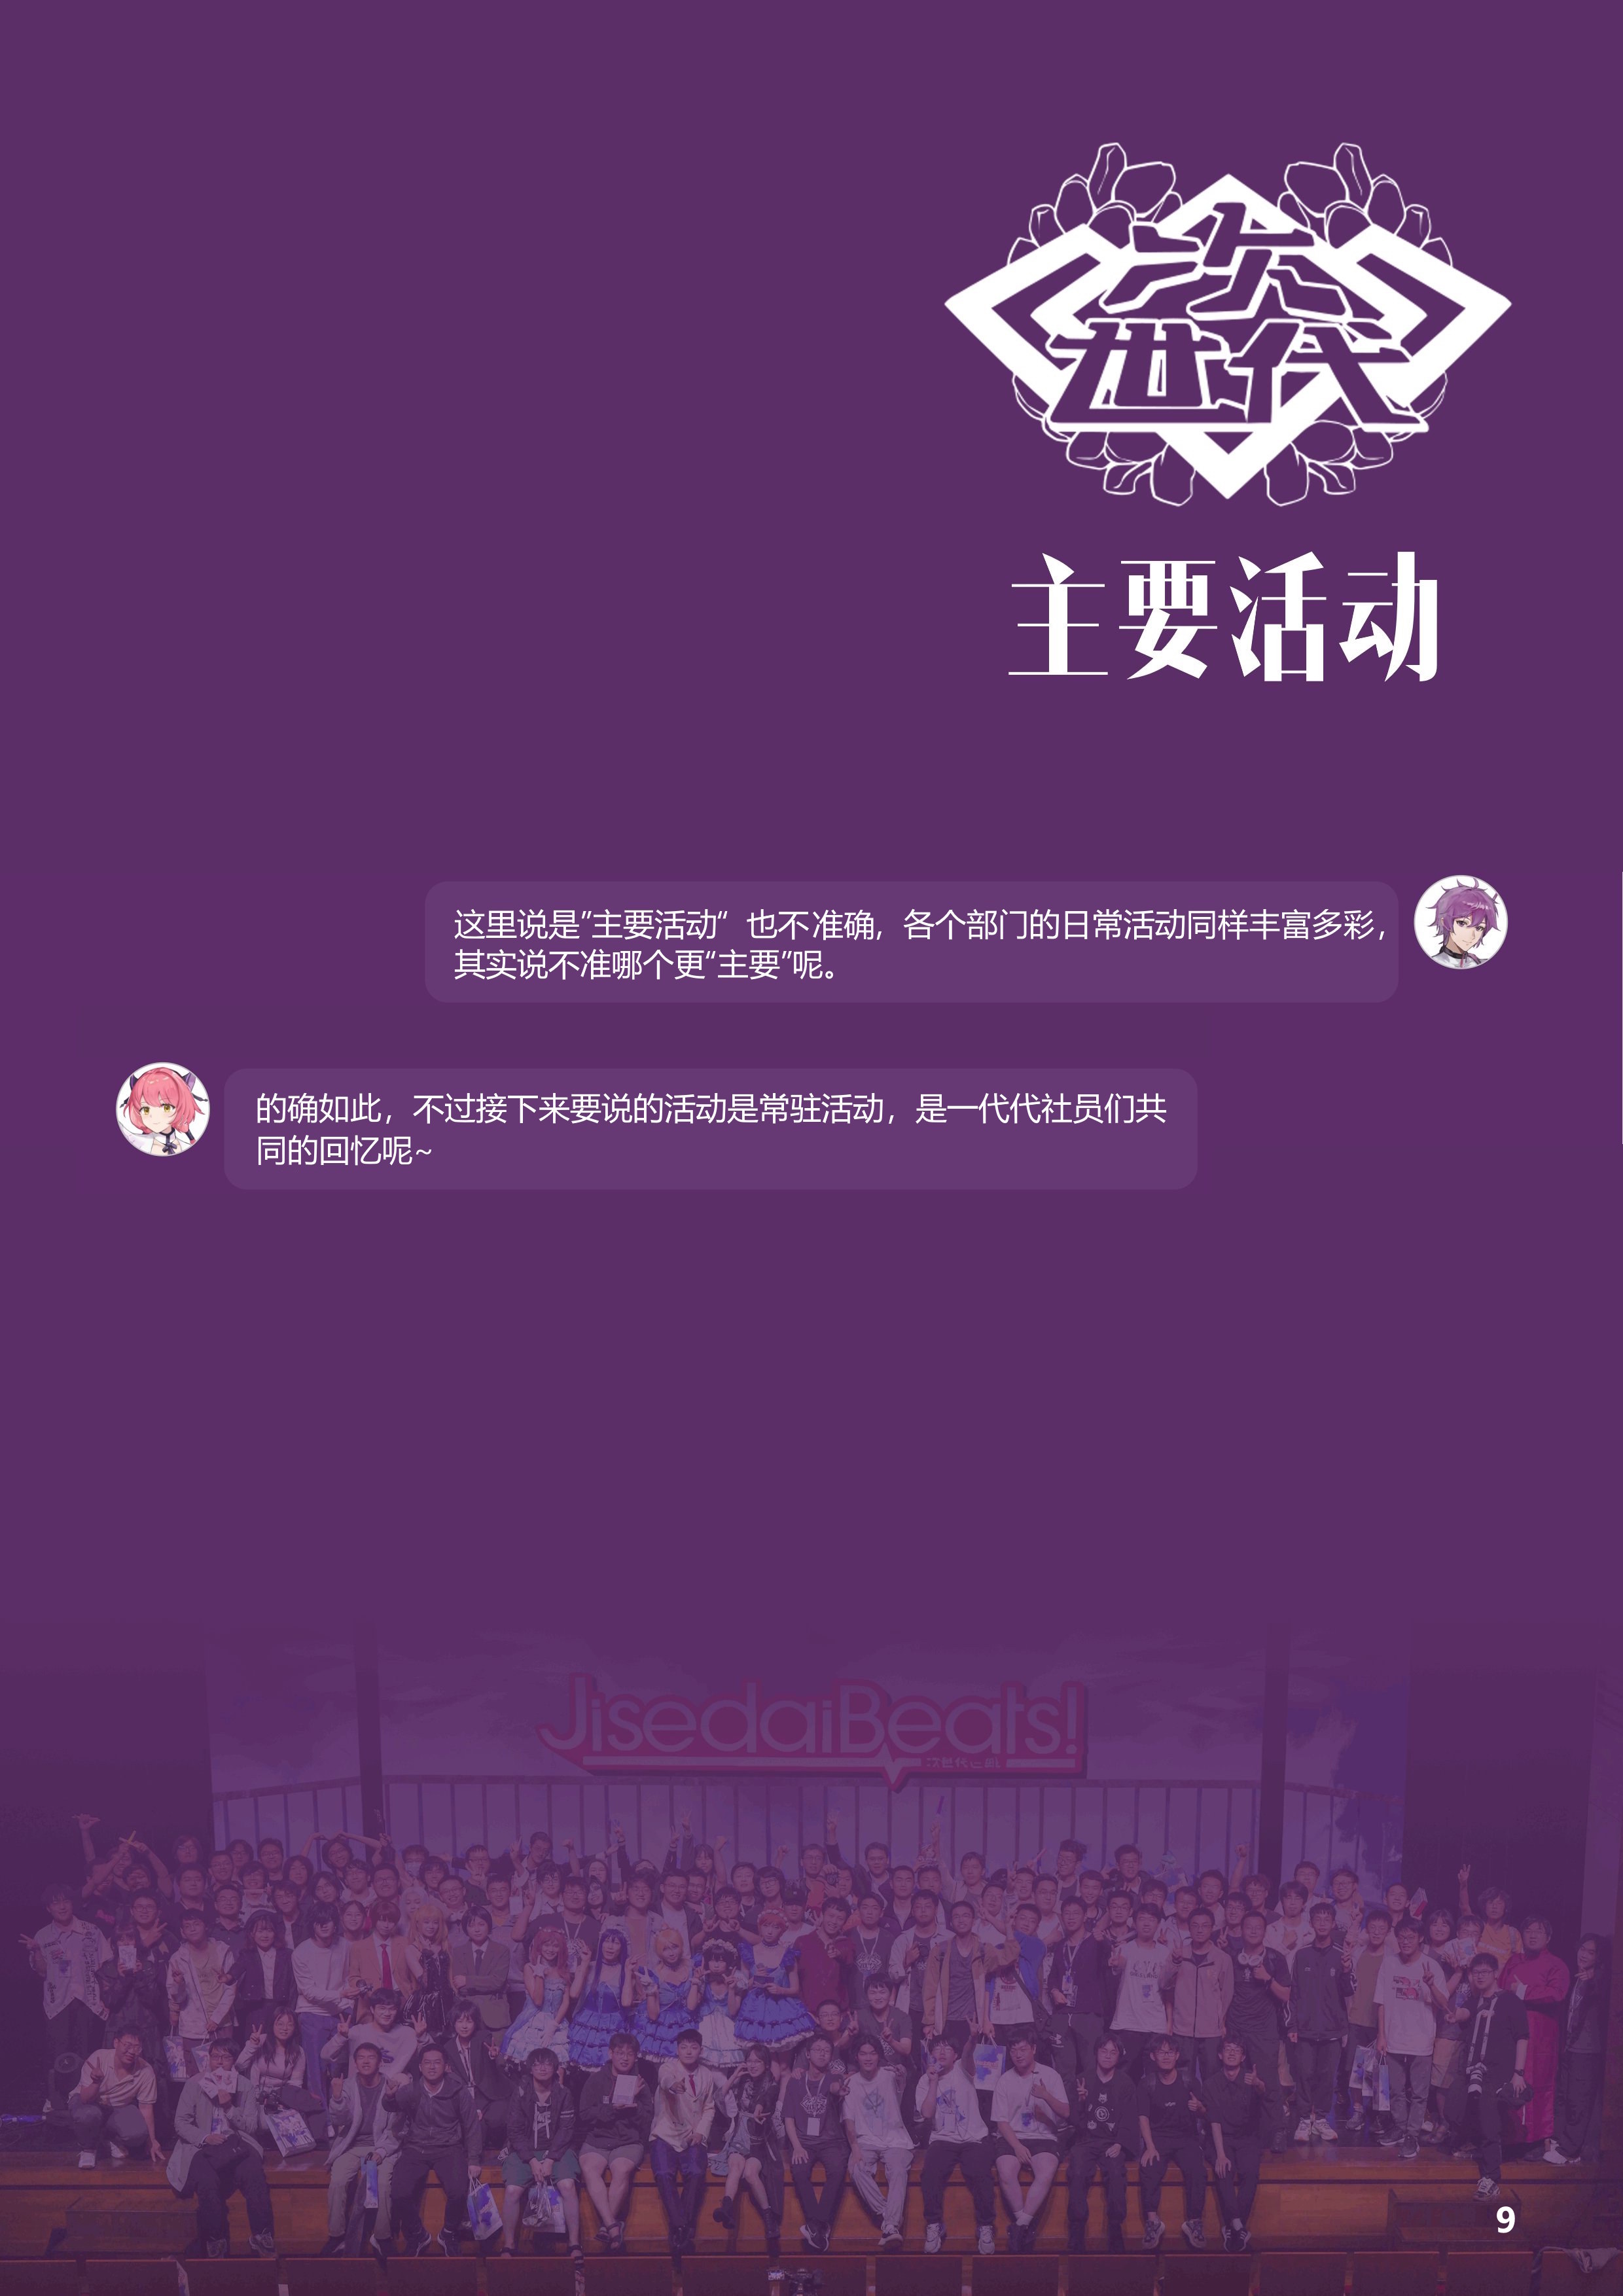 次
世代
主要活动
这里说是”主要活动“ 也不准确, 各个部门的日常活动同样丰富多彩,
其实说不准哪个更“主要”呢。
的确如此，不过接下来要说的活动是常驻活动，是一代代社员们共
同的回忆呢~
JisedaiBeats!
9